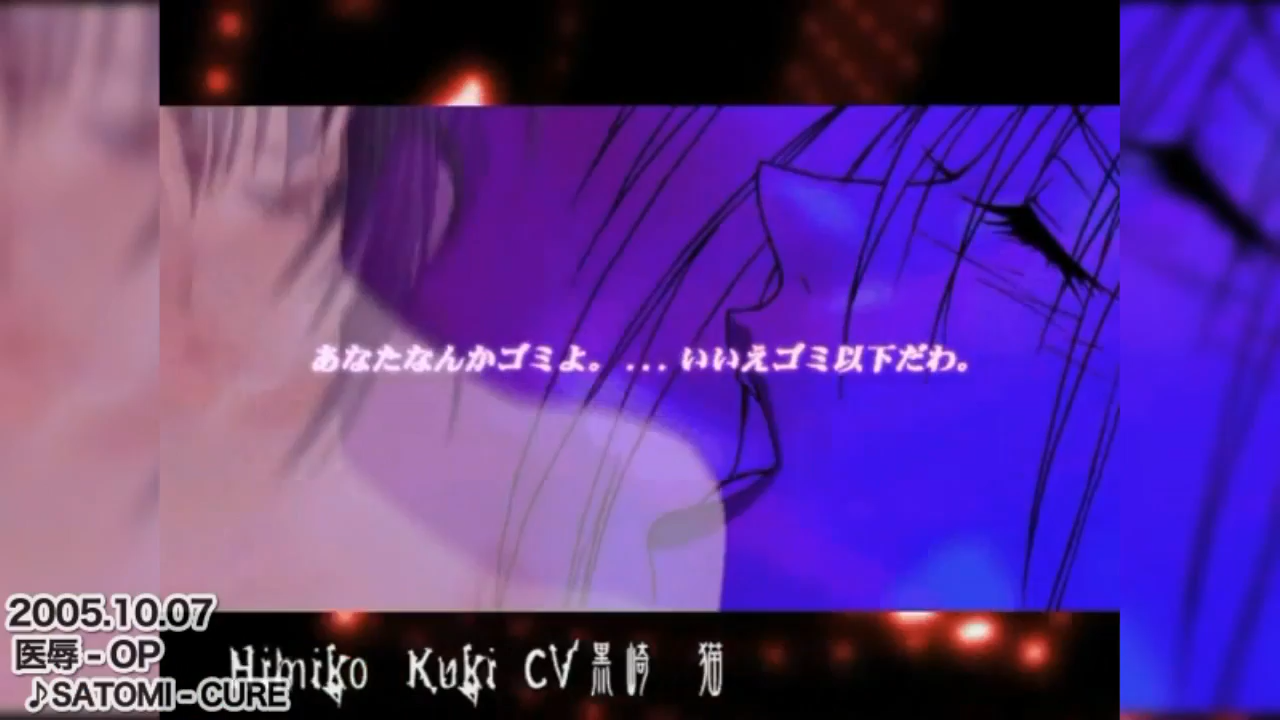 あなたなんかゴミよ。 ... いいえゴミ以下だわ。
2005.10.07
医辱 - OP
♪SATOMI - CURE
Himiko Kuki CV 黒崎 猫